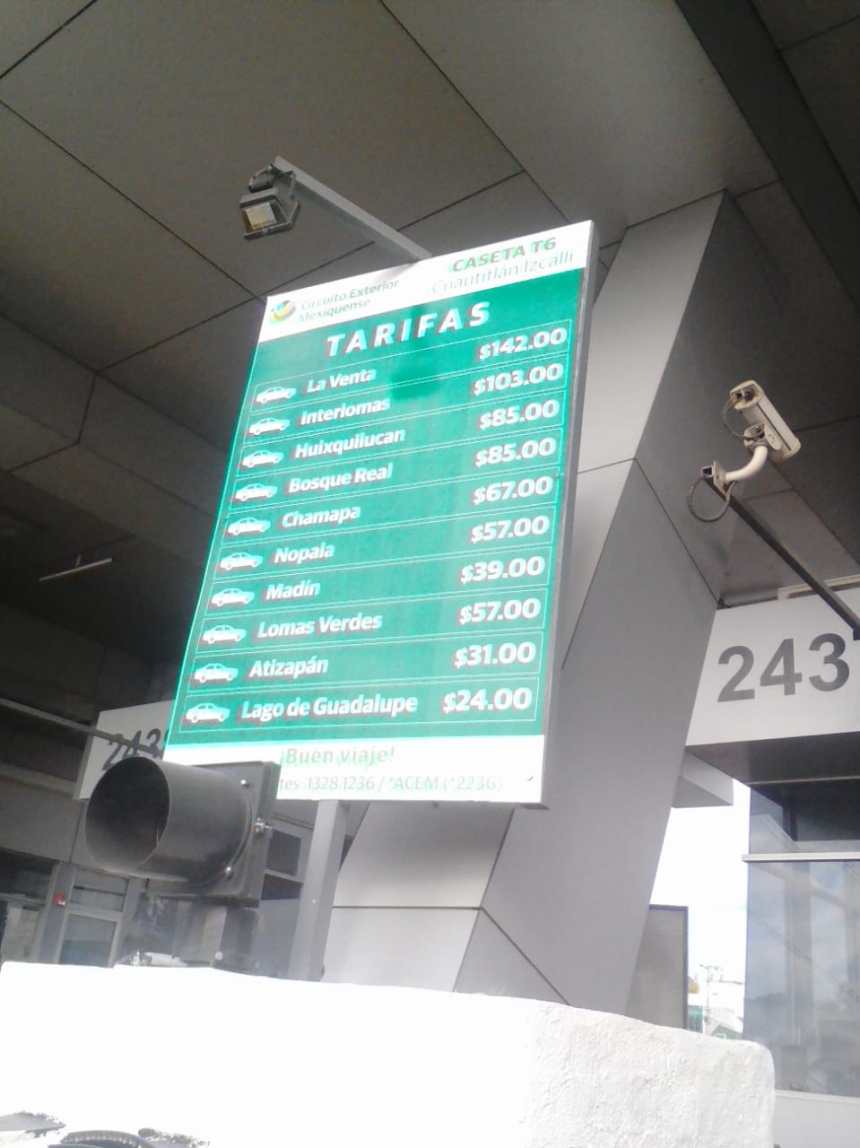 Circuito Exterior
Mexiquense
CASETA T6
Cuautitlán Izcalli
TARIFAS
La Venta $142.00
Interlomas $103.00
Huixquilucan $85.00
Bosque Real $85.00
Chamapa $67.00
Nopala $57.00
Madín $39.00
Lomas Verdes $57.00
Atizapán $31.00
Lago de Guadalupe $24.00
¡Buen viaje!
1328 1236 / *ACEM (*2236)
243
243